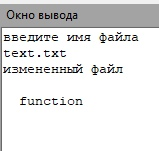 Окно вывода
введите имя файла
text.txt
измененный файл
function